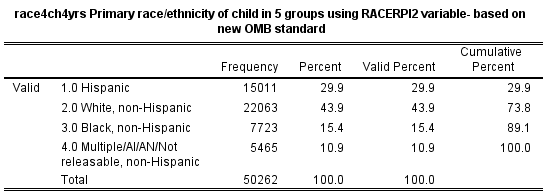 race4ch4yrs Primary race/ethnicity of child in 5 groups using RACERPI2 variable- based on
new OMB standard
Frequency Percent Valid Percent Cumulative Percent
Valid 1.0 Hispanic 15011 29.9 29.9 29.9
2.0 White, non-Hispanic 22063 43.9 43.9 73.8
3.0 Black, non-Hispanic 7723 15.4 15.4 89.1
4.0 Multiple/AI/AN/Not releasable, non-Hispanic 5465 10.9 10.9 100.0
Total 50262 100.0 100.0